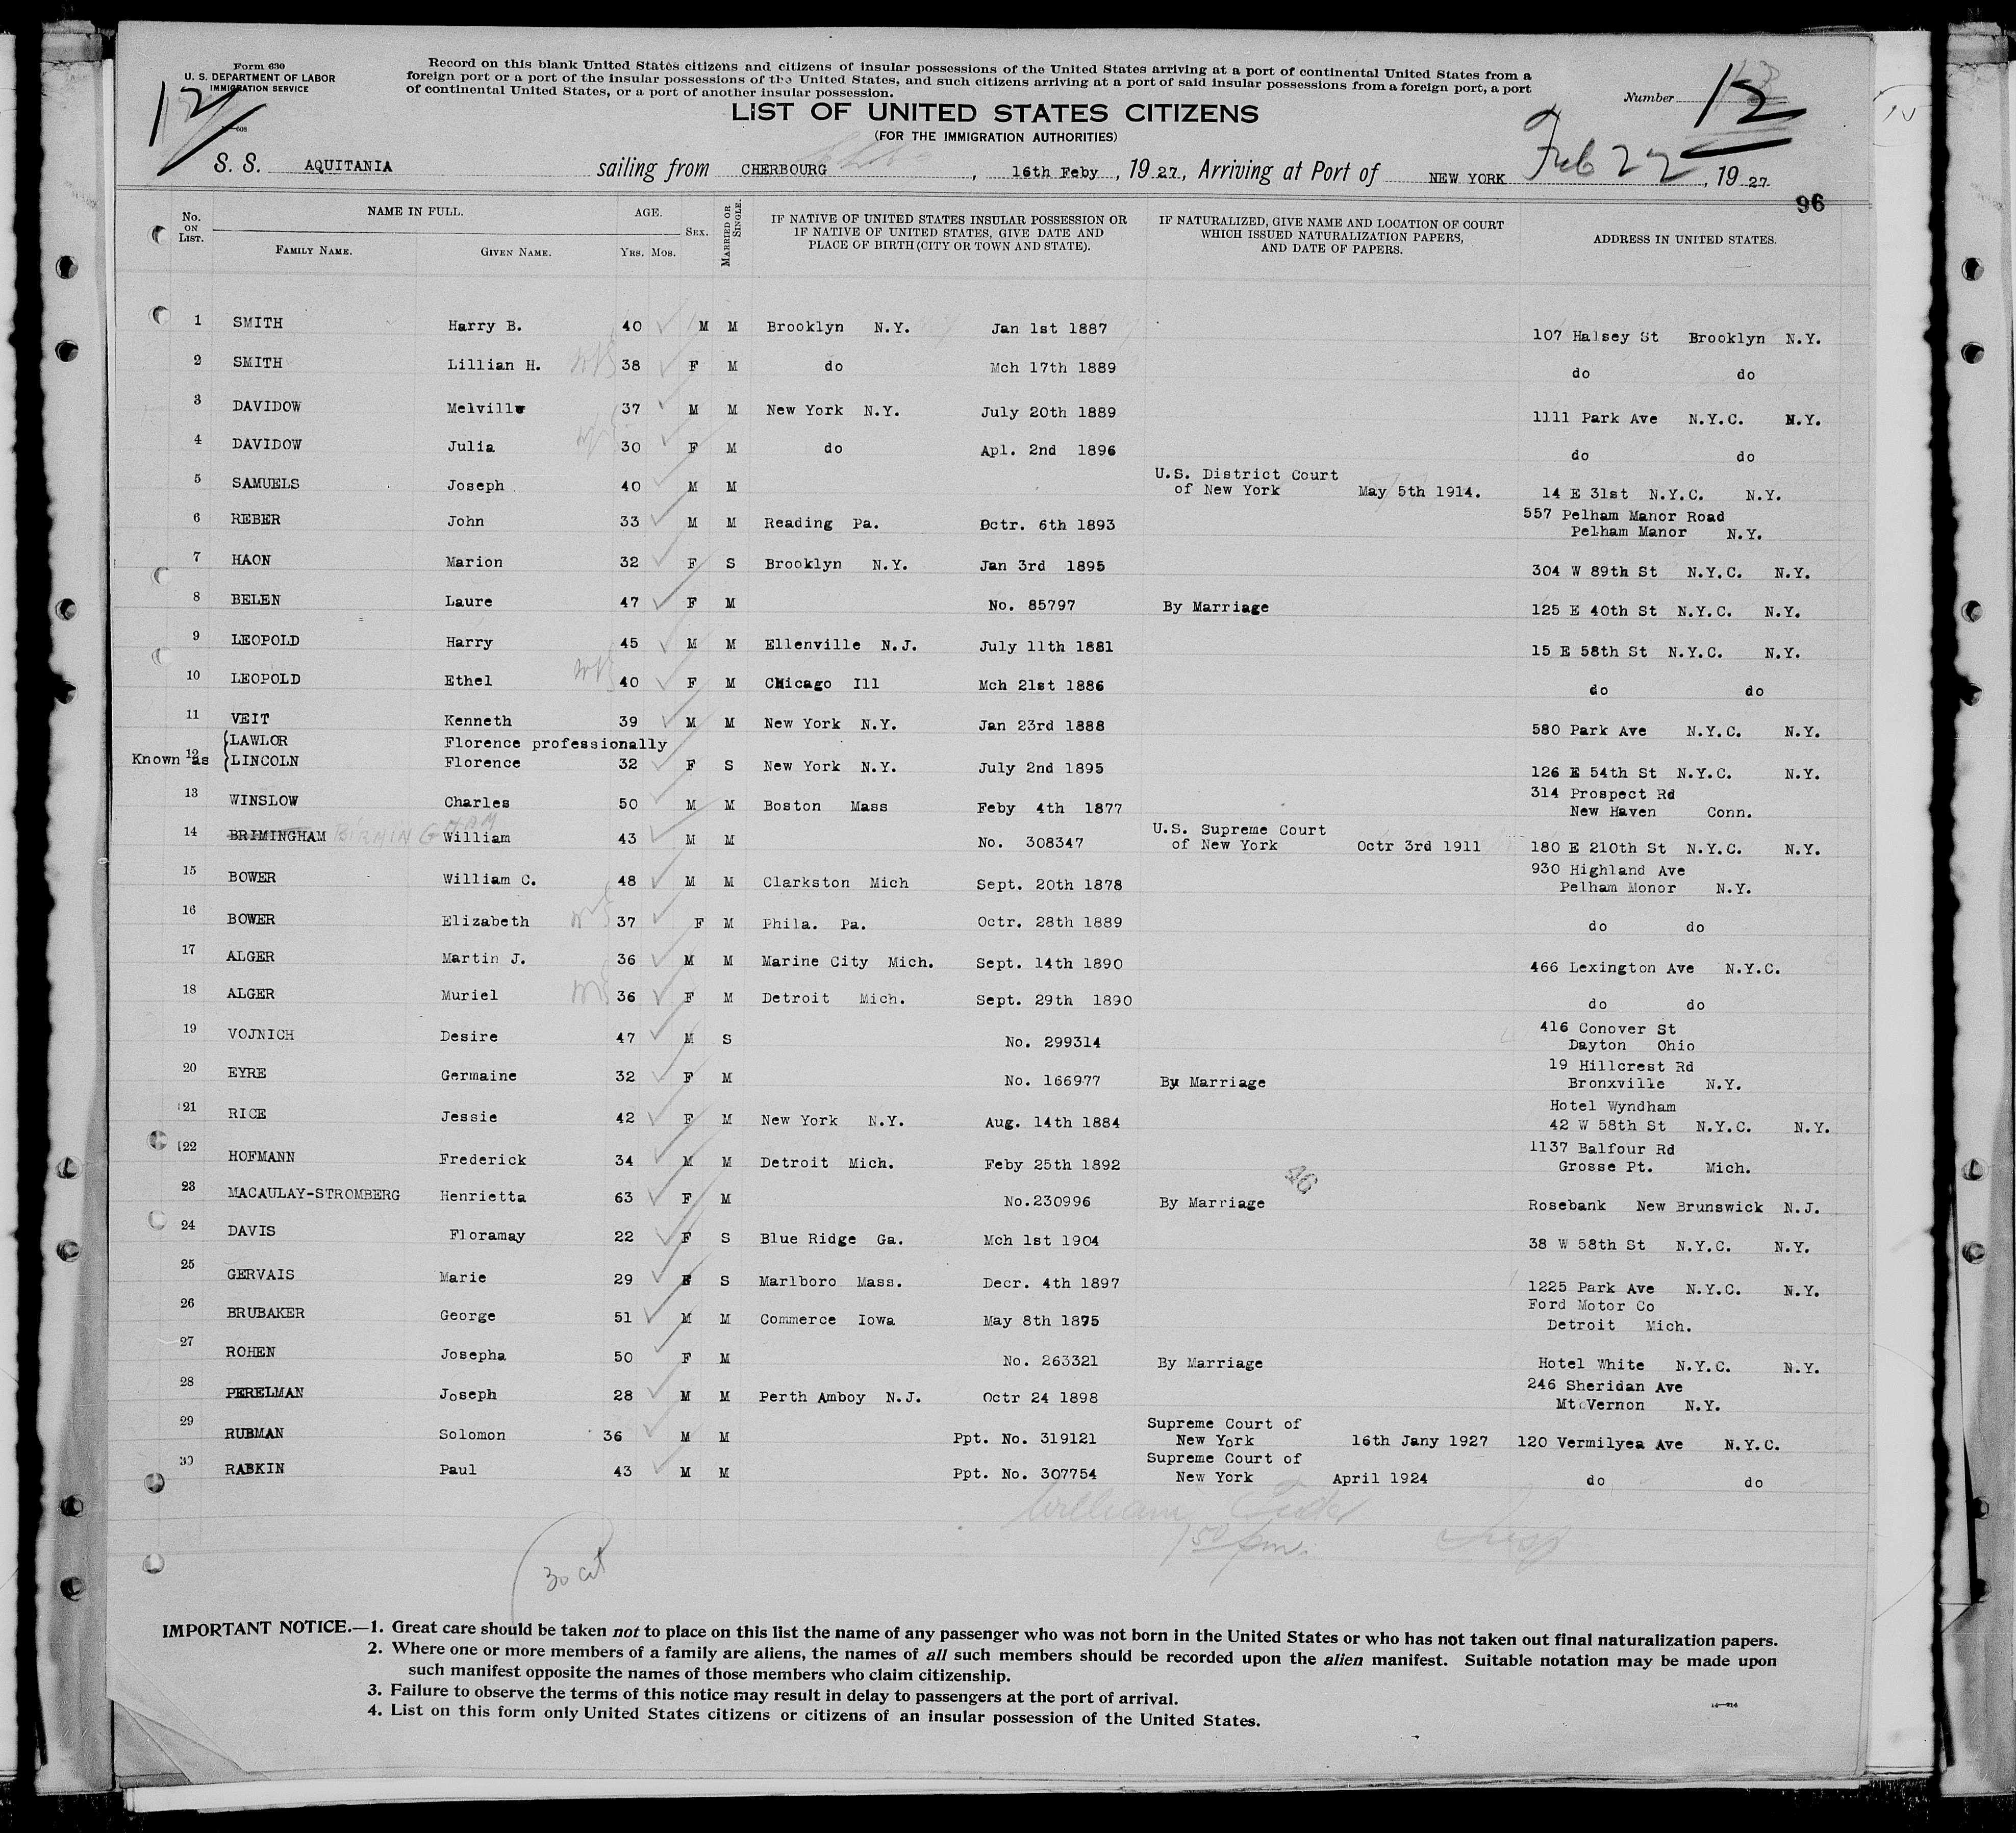 Form 630
U. S. DEPARTMENT OF LABOR
IMMIGRATION SERVICE
12
Record on this blank United States citizens and citizens of insular possessions of the United States arriving at a port of continental United States from a
foreign port or a port of the insular possessions of the United States, and such citizens arriving at a port of said insular possessions from a foreign port, a port
of continental United States, or a port of another insular possession.
Number 12
LIST OF UNITED STATES CITIZENS
(FOR THE IMMIGRATION AUTHORITIES)
S. S. AQUITANIA sailing from CHERBOURG, 16th Feby, 1927, Arriving at Port of NEW YORK Feb 22, 1927
96
No. ON LIST. NAME IN FULL. FAMILY NAME. GIVEN NAME. AGE. YRS. MOS. SEX. MARRIED OR SINGLE. IF NATIVE OF UNITED STATES INSULAR POSSESSION OR IF NATIVE OF UNITED STATES, GIVE DATE AND PLACE OF BIRTH (CITY OR TOWN AND STATE). IF NATURALIZED, GIVE NAME AND LOCATION OF COURT WHICH ISSUED NATURALIZATION PAPERS, AND DATE OF PAPERS. ADDRESS IN UNITED STATES.
1 SMITH Harry B. 40 M M Brooklyn N.Y. Jan 1st 1887 107 Halsey St Brooklyn N.Y.
2 SMITH Lillian H. 38 F M do Mch 17th 1889 do do
3 DAVIDOW Melville 37 M M New York N.Y. July 20th 1889 1111 Park Ave N.Y.C. N.Y.
4 DAVIDOW Julia 30 F M do Apl. 2nd 1896 do do
5 SAMUELS Joseph 40 M M U.S. District Court of New York May 5th 1914. 14 E 31st N.Y.C. N.Y.
6 REBER John 33 M M Reading Pa. Octr. 6th 1893 557 Pelham Manor Road Pelham Manor N.Y.
7 HAON Marion 32 F S Brooklyn N.Y. Jan 3rd 1895 304 W 89th St N.Y.C. N.Y.
8 BELEN Laure 47 F M No. 85797 By Marriage 125 E 40th St N.Y.C. N.Y.
9 LEOPOLD Harry 45 M M Ellenville N.J. July 11th 1881 15 E 58th St N.Y.C. N.Y.
10 LEOPOLD Ethel 40 F M Chicago Ill Mch 21st 1886 do do
11 VEIT Kenneth 39 M M New York N.Y. Jan 23rd 1888 580 Park Ave N.Y.C. N.Y.
LAWLOR Florence professionally
Known as 12 LINCOLN Florence 32 F S New York N.Y. July 2nd 1895 126 E 54th St N.Y.C. N.Y.
13 WINSLOW Charles 50 M M Boston Mass Feby 4th 1877 314 Prospect Rd New Haven Conn.
14 BRIMINGHAM BIRMINGHAM William 43 M M No. 308347 U.S. Supreme Court of New York Octr 3rd 1911 180 E 210th St N.Y.C. N.Y.
15 BOWER William C. 48 M M Clarkston Mich Sept. 20th 1878 930 Highland Ave Pelham Monor N.Y.
16 BOWER Elizabeth 37 F M Phila. Pa. Octr. 28th 1889 do do
17 ALGER Martin J. 36 M M Marine City Mich. Sept. 14th 1890 466 Lexington Ave N.Y.C.
18 ALGER Muriel 36 F M Detroit Mich. Sept. 29th 1890 do do
19 VOJNICH Desire 47 M S No. 299314 416 Conover St Dayton Ohio
20 EYRE Germaine 32 F M No. 166977 By Marriage 19 Hillcrest Rd Bronxville N.Y.
21 RICE Jessie 42 F M New York N.Y. Aug. 14th 1884 Hotel Wyndham 42 W 58th St N.Y.C. N.Y.
22 HOFMANN Frederick 34 M M Detroit Mich. Feby 25th 1892 1137 Balfour Rd Grosse Pt. Mich.
46
23 MACAULAY-STROMBERG Henrietta 63 F M No.230996 By Marriage Rosebank New Brunswick N.J.
24 DAVIS Floramay 22 F S Blue Ridge Ga. Mch 1st 1904 38 W 58th St N.Y.C. N.Y.
25 GERVAIS Marie 29 F S Marlboro Mass. Decr. 4th 1897 1225 Park Ave N.Y.C. N.Y.
26 BRUBAKER George 51 M M Commerce Iowa May 8th 1875 Ford Motor Co Detroit Mich.
27 ROHEN Josepha 50 F M No. 263321 By Marriage Hotel White N.Y.C. N.Y.
28 PERELMAN Joseph 28 M M Perth Amboy N.J. Octr 24 1898 246 Sheridan Ave Mt.Vernon N.Y.
29 RUBMAN Solomon 36 M M Ppt. No. 319121 Supreme Court of New York 16th Jany 1927 120 Vermilyea Ave N.Y.C.
30 RABKIN Paul 43 M M Ppt. No. 307754 Supreme Court of New York April 1924 do do
William
150 pm. Insp
30 cit
IMPORTANT NOTICE.—1. Great care should be taken not to place on this list the name of any passenger who was not born in the United States or who has not taken out final naturalization papers.
2. Where one or more members of a family are aliens, the names of all such members should be recorded upon the alien manifest. Suitable notation may be made upon
such manifest opposite the names of those members who claim citizenship.
3. Failure to observe the terms of this notice may result in delay to passengers at the port of arrival.
4. List on this form only United States citizens or citizens of an insular possession of the United States.